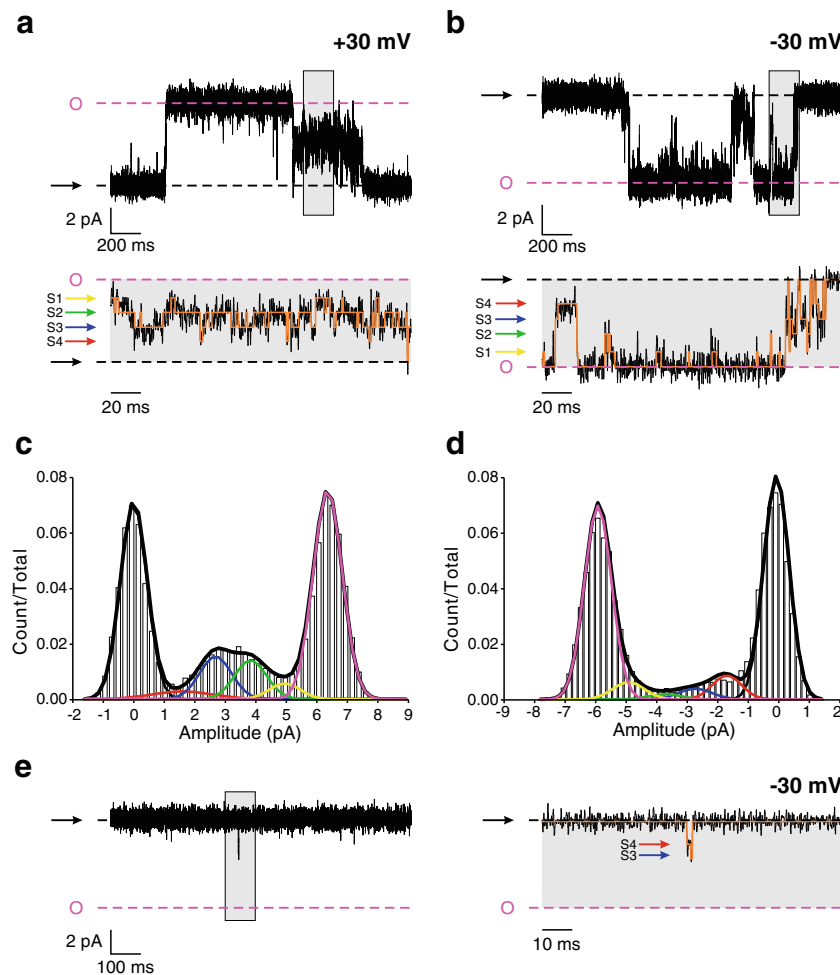 a
+30 mV
O
2 pA
200 ms
O
S1
S2
S3
S4
20 ms
b
-30 mV
O
2 pA
200 ms
S4
S3
S2
S1
O
20 ms
c
0.08
0.06
0.04
0.02
0.00
Count/Total
-2 -1 0 1 2 3 4 5 6 7 8 9
Amplitude (pA)
d
0.08
0.06
0.04
0.02
0.00
Count/Total
-9 -8 -7 -6 -5 -4 -3 -2 -1 0 1 2
Amplitude (pA)
e
O
2 pA
100 ms
-30 mV
S4
S3
O
10 ms